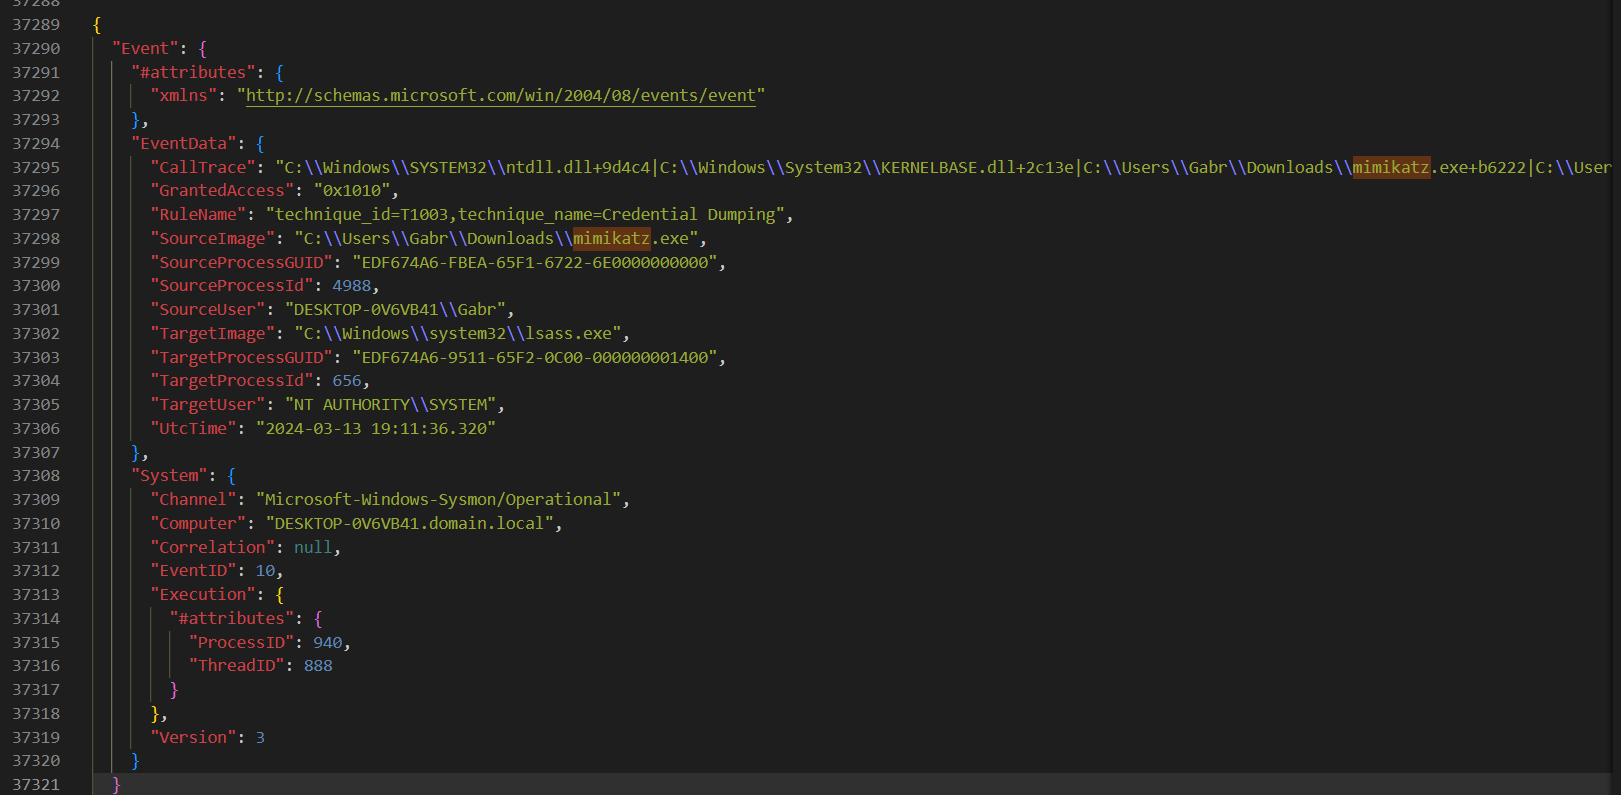 37288
37289 {
37290 "Event": {
37291 "#attributes": {
37292 "xmlns": "http://schemas.microsoft.com/win/2004/08/events/event"
37293 },
37294 "EventData": {
37295 "CallTrace": "C:\\Windows\\SYSTEM32\\ntdll.dll+9d4c4|C:\\Windows\\System32\\KERNELBASE.dll+2c13e|C:\\Users\\Gabr\\Downloads\\mimikatz.exe+b6222|C:\\User
37296 "GrantedAccess": "0x1010",
37297 "RuleName": "technique_id=T1003,technique_name=Credential Dumping",
37298 "SourceImage": "C:\\Users\\Gabr\\Downloads\\mimikatz.exe",
37299 "SourceProcessGUID": "EDF674A6-FBEA-65F1-6722-6E0000000000",
37300 "SourceProcessId": 4988,
37301 "SourceUser": "DESKTOP-0V6VB41\\Gabr",
37302 "TargetImage": "C:\\Windows\\system32\\lsass.exe",
37303 "TargetProcessGUID": "EDF674A6-9511-65F2-0C00-000000001400",
37304 "TargetProcessId": 656,
37305 "TargetUser": "NT AUTHORITY\\SYSTEM",
37306 "UtcTime": "2024-03-13 19:11:36.320"
37307 },
37308 "System": {
37309 "Channel": "Microsoft-Windows-Sysmon/Operational",
37310 "Computer": "DESKTOP-0V6VB41.domain.local",
37311 "Correlation": null,
37312 "EventID": 10,
37313 "Execution": {
37314 "#attributes": {
37315 "ProcessID": 940,
37316 "ThreadID": 888
37317 }
37318 },
37319 "Version": 3
37320 }
37321 }